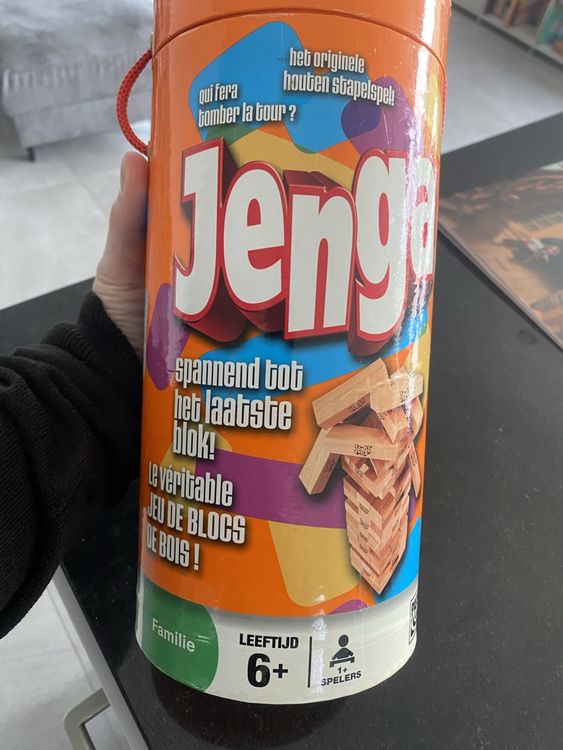 het originele
houten stapelspel!
qui fera
tomber la tour ?
Jenga
spannend tot
het laatste
blok!
Le véritable
JEU DE BLOCS
DE BOIS !
Familie
LEEFTIJD
6+
1+
SPELERS